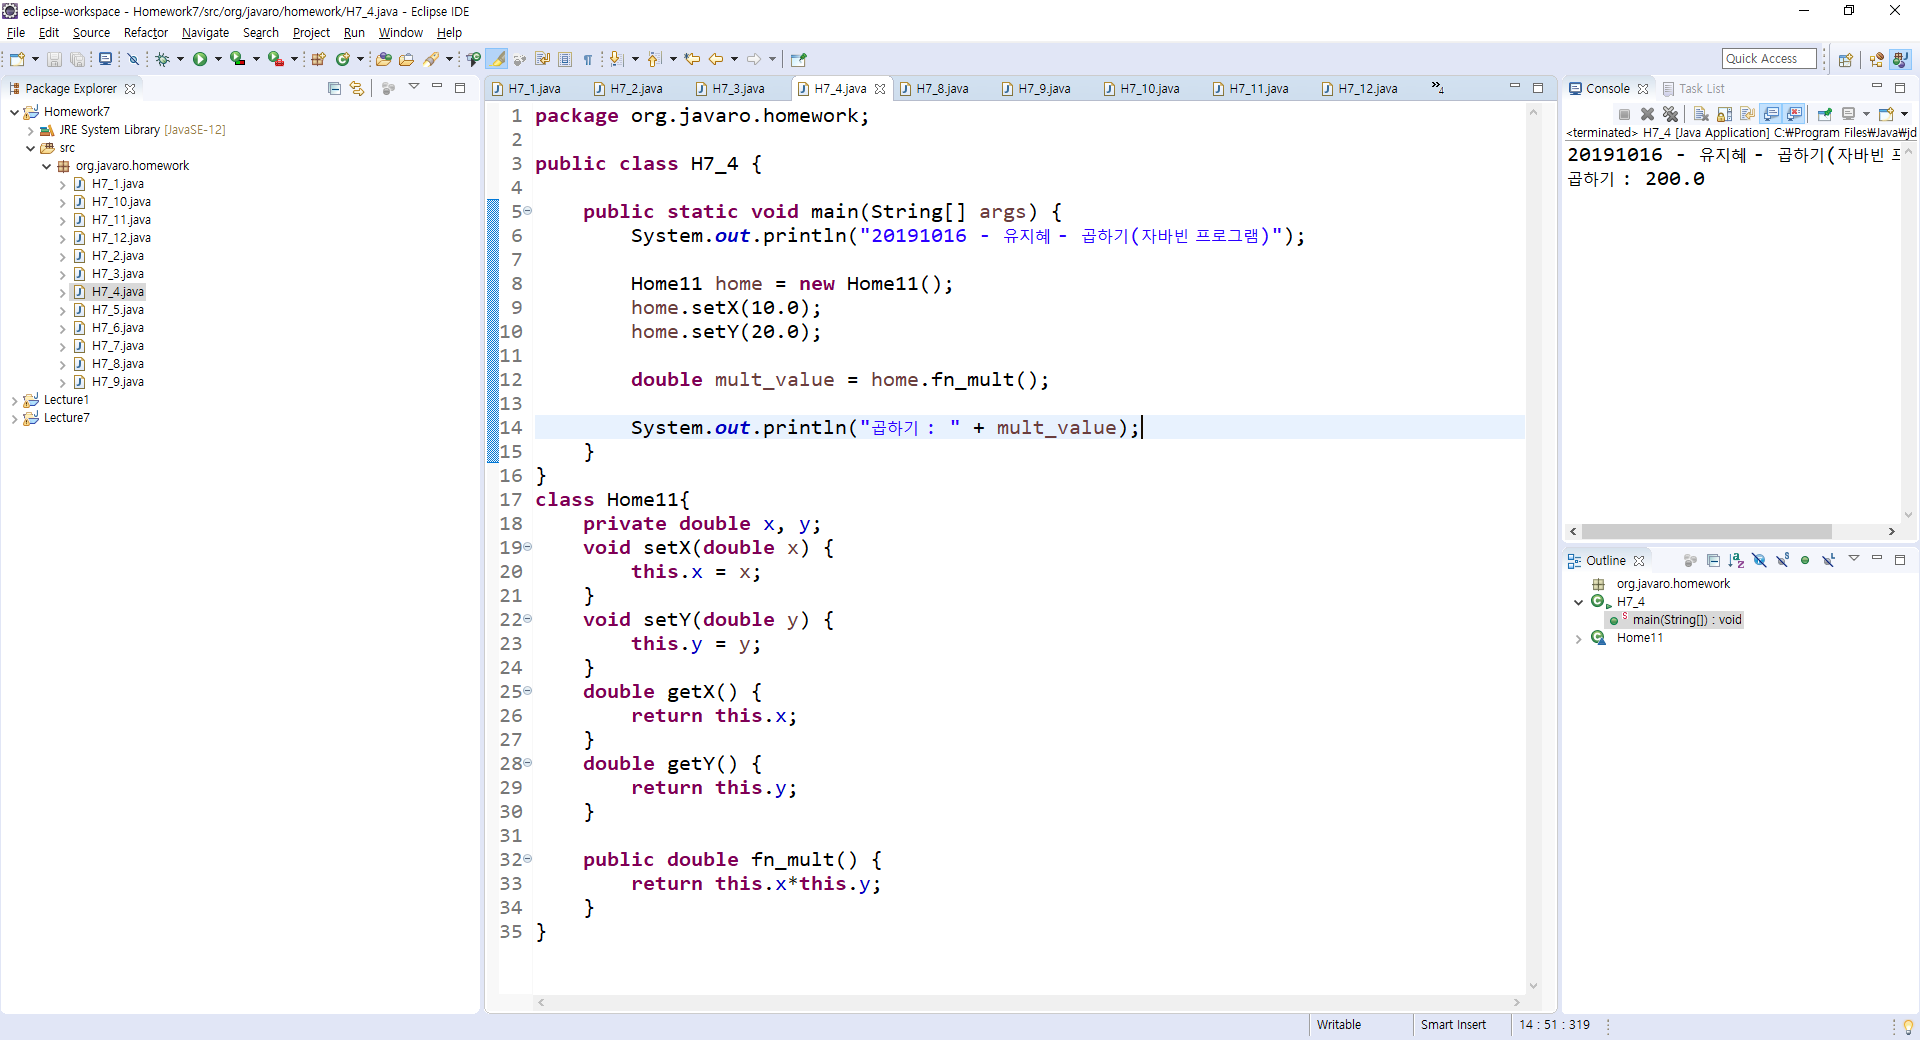 eclipse-workspace - Homework7/src/org/javaro/homework/H7_4.java - Eclipse IDE
File Edit Source Refactor Navigate Search Project Run Window Help
Quick Access
Package Explorer
Homework7
JRE System Library [JavaSE-12]
src
org.javaro.homework
H7_1.java
H7_10.java
H7_11.java
H7_12.java
H7_2.java
H7_3.java
H7_4.java
H7_5.java
H7_6.java
H7_7.java
H7_8.java
H7_9.java
Lecture1
Lecture7
H7_1.java H7_2.java H7_3.java H7_4.java H7_8.java H7_9.java H7_10.java H7_11.java H7_12.java »4
1 package org.javaro.homework;
2
3 public class H7_4 {
4
5 public static void main(String[] args) {
6 System.out.println("20191016 - 유지혜 - 곱하기(자바빈 프로그램)");
7
8 Home11 home = new Home11();
9 home.setX(10.0);
10 home.setY(20.0);
11
12 double mult_value = home.fn_mult();
13
14 System.out.println("곱하기 : " + mult_value);
15 }
16 }
17 class Home11{
18 private double x, y;
19 void setX(double x) {
20 this.x = x;
21 }
22 void setY(double y) {
23 this.y = y;
24 }
25 double getX() {
26 return this.x;
27 }
28 double getY() {
29 return this.y;
30 }
31
32 public double fn_mult() {
33 return this.x*this.y;
34 }
35 }
Console Task List
<terminated> H7_4 [Java Application] C:₩Program Files₩Java₩jd
20191016 - 유지혜 - 곱하기(자바빈
곱하기 : 200.0
Outline
org.javaro.homework
H7_4
main(String[]) : void
Home11
Writable Smart Insert 14 : 51 : 319